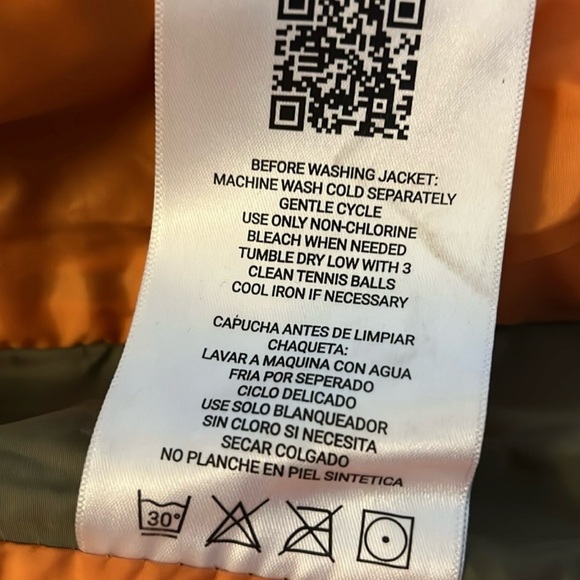 BEFORE WASHING JACKET:
MACHINE WASH COLD SEPARATELY
GENTLE CYCLE
USE ONLY NON-CHLORINE
BLEACH WHEN NEEDED
TUMBLE DRY LOW WITH 3
CLEAN TENNIS BALLS
COOL IRON IF NECESSARY
CAPUCHA ANTES DE LIMPIAR
CHAQUETA:
LAVAR A MAQUINA CON AGUA
FRIA POR SEPERADO
CICLO DELICADO
USE SOLO BLANQUEADOR
SIN CLORO SI NECESITA
SECAR COLGADO
NO PLANCHE EN PIEL SINTETICA
30°